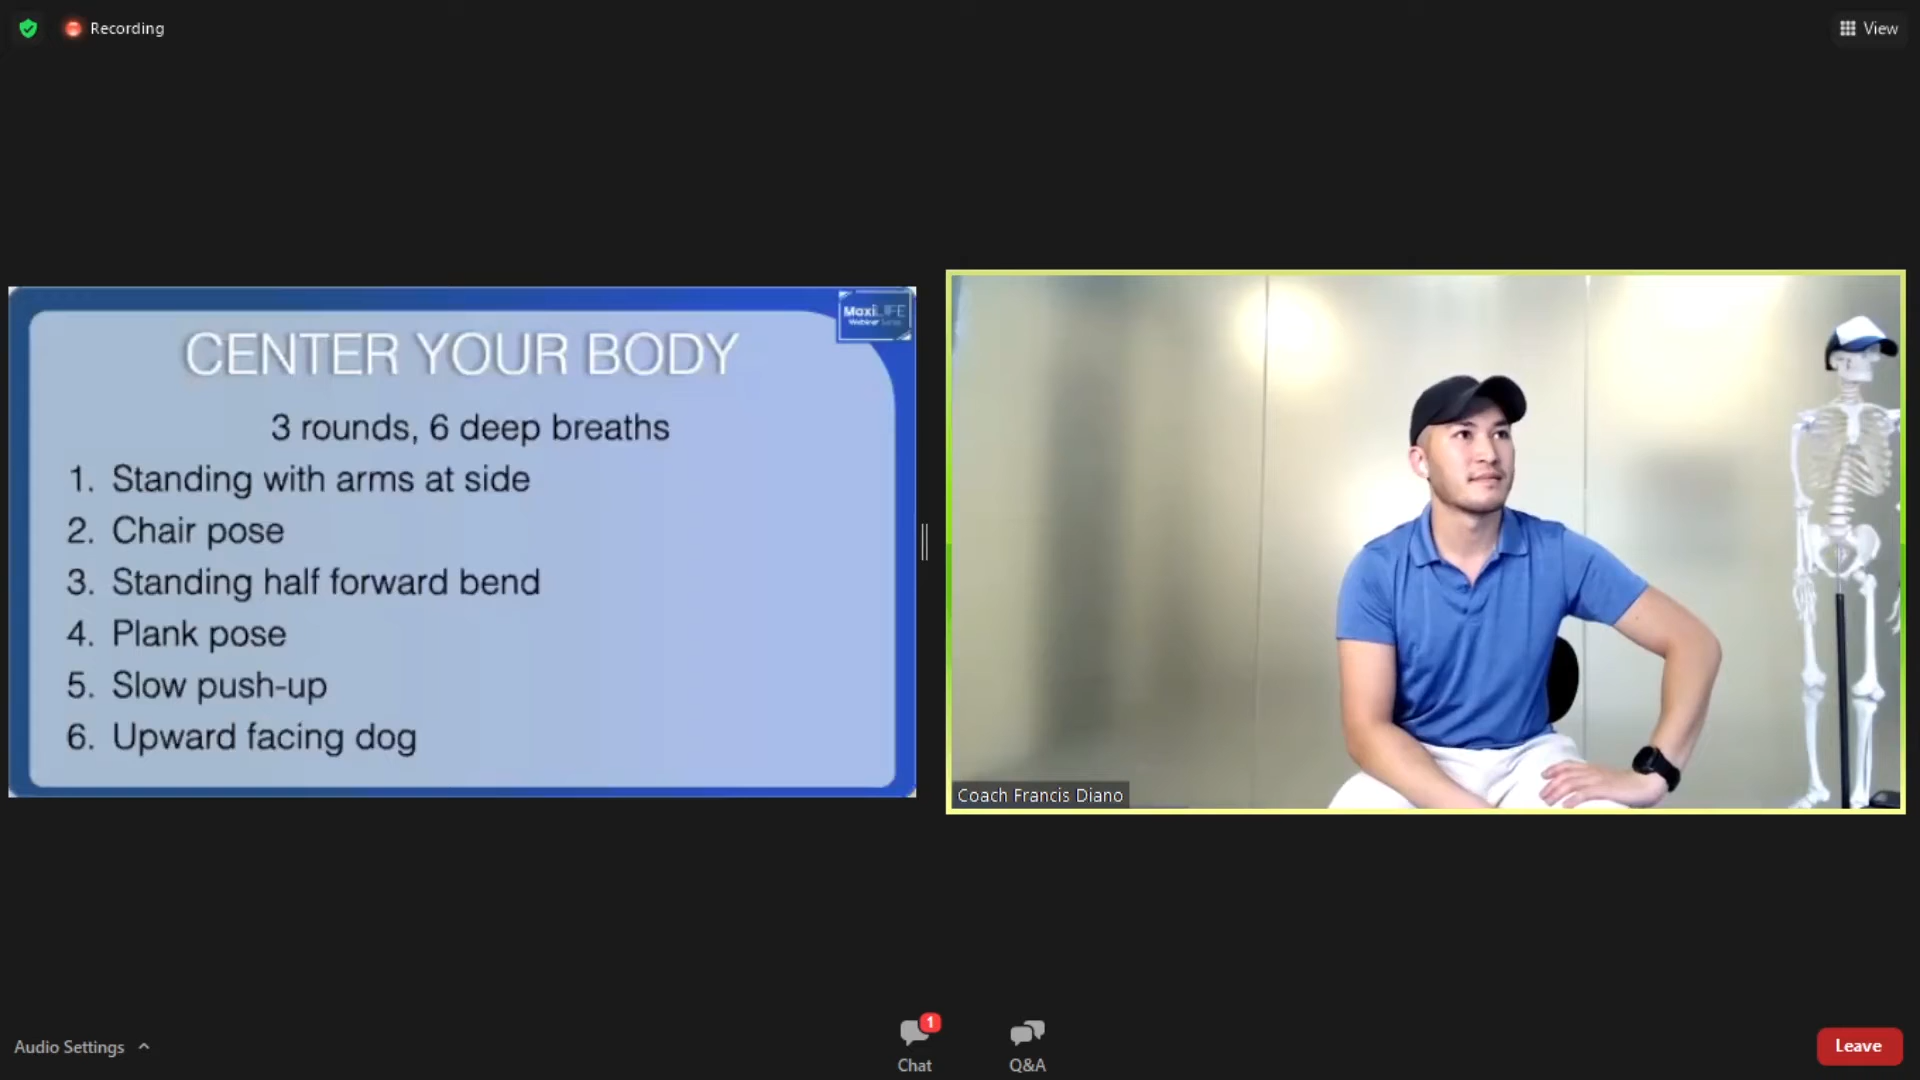 Recording
View
MaxiLIFE
Webinar Series
CENTER YOUR BODY
3 rounds, 6 deep breaths
1. Standing with arms at side
2. Chair pose
3. Standing half forward bend
4. Plank pose
5. Slow push-up
6. Upward facing dog
Coach Francis Diano
Audio Settings
1
Chat
Q&A
Leave